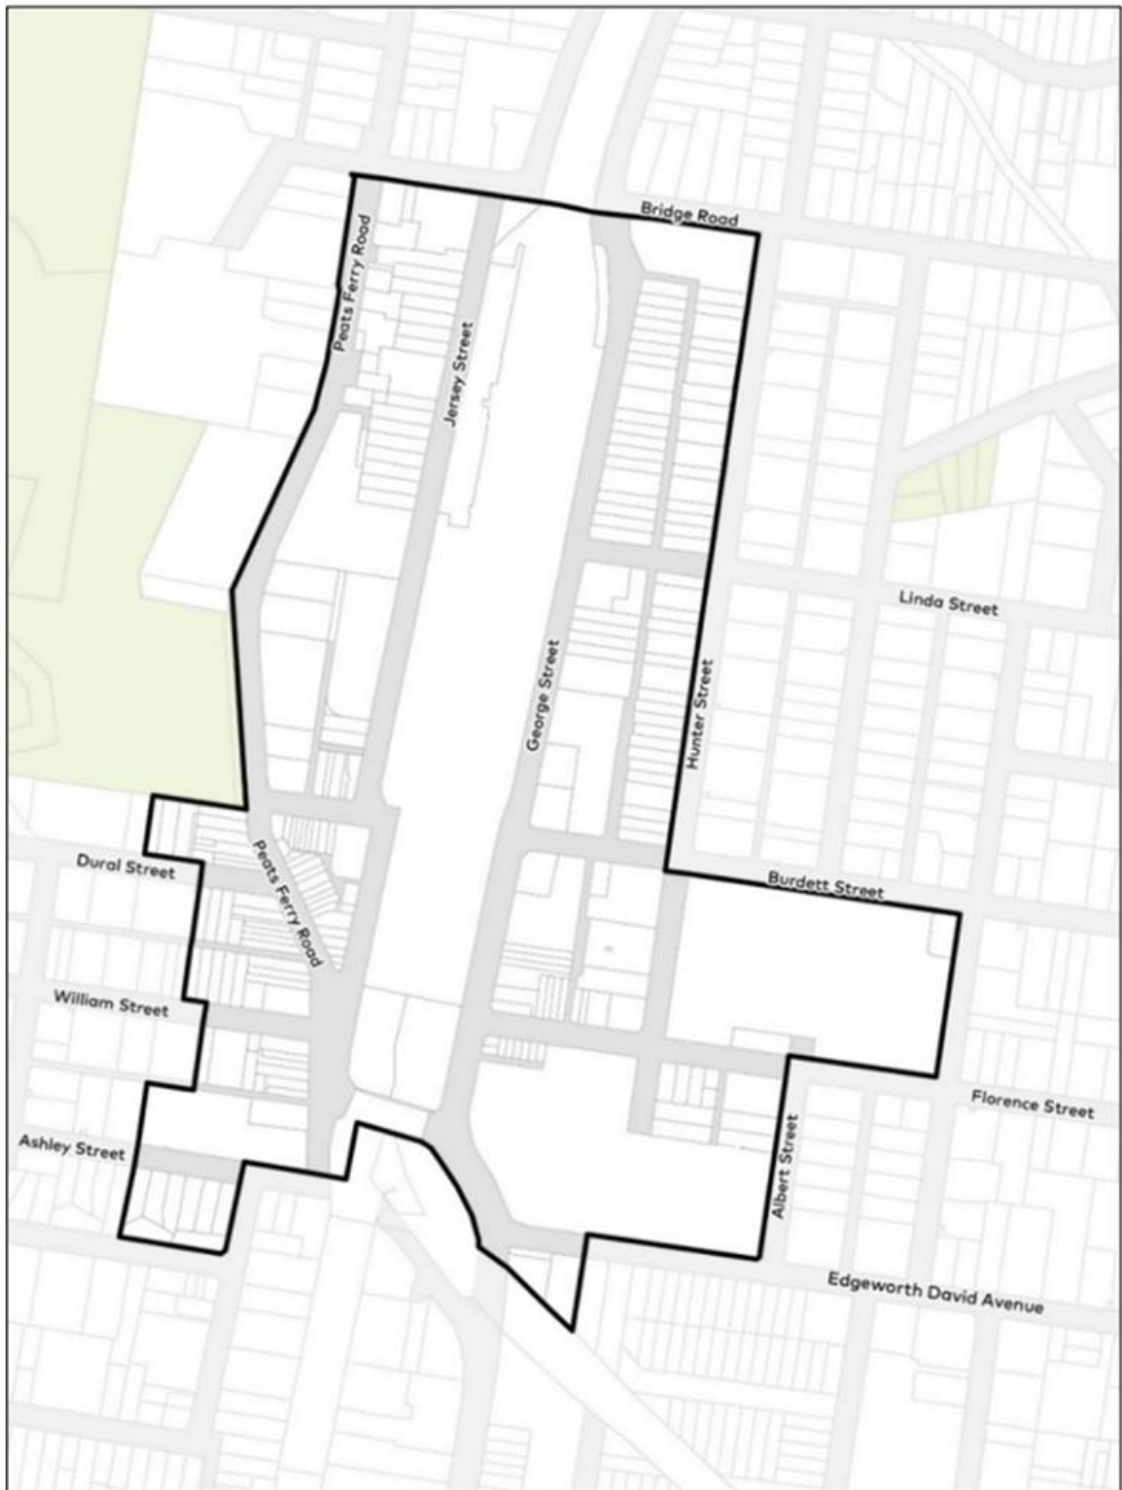 Bridge Road
Peats Ferry Road
Jersey Street
Linda Street
George Street
Hunter Street
Dural Street
Peats Ferry Road
Burdett Street
William Street
Florence Street
Ashley Street
Albert Street
Edgeworth David Avenue